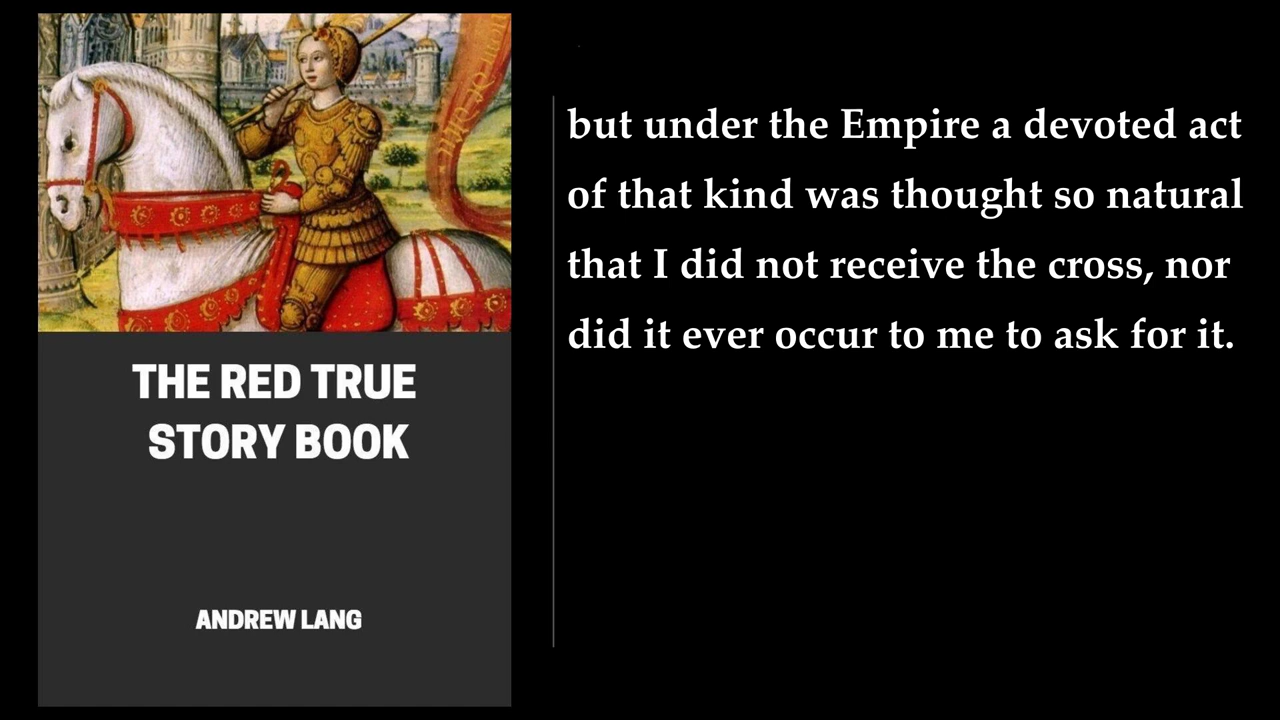 THE RED TRUE
STORY BOOK
ANDREW LANG
but under the Empire a devoted act
of that kind was thought so natural
that I did not receive the cross, nor
did it ever occur to me to ask for it.